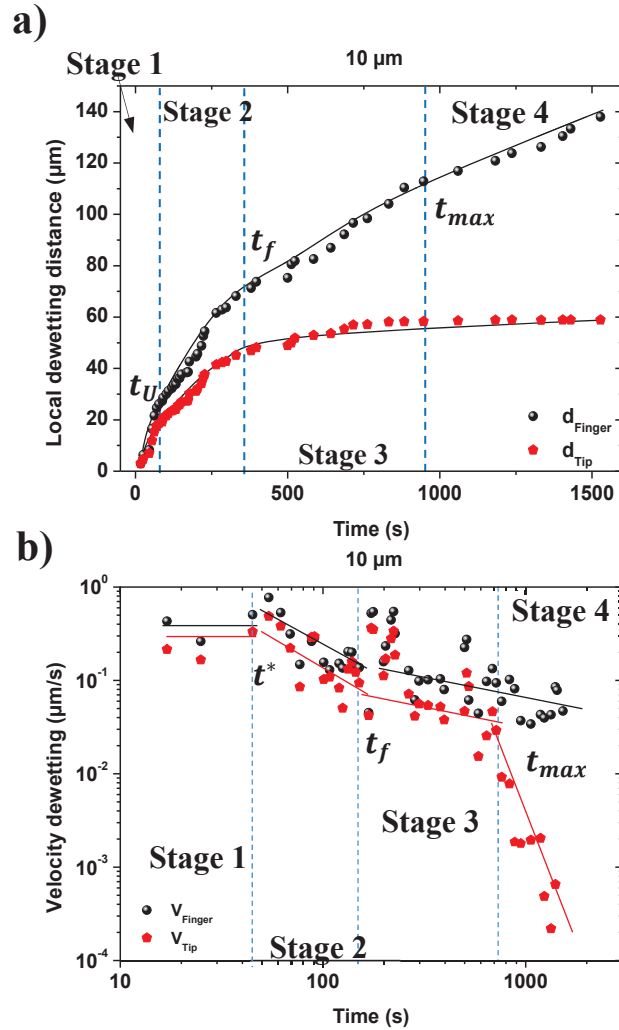 a)
Stage 1
10 µm
140
Stage 2
Stage 4
120
100
t_max
80
t_f
60
40
t_U
20
Stage 3
d_Finger
d_Tip
0
0 500 1000 1500
Local dewetting distance (µm)
Time (s)
b)
10 µm
10^0
Stage 4
t*
10^-1
t_f
t_max
10^-2
Stage 3
Stage 1
10^-3
V_Finger
V_Tip
Stage 2
10^-4
10 100 1000
Velocity dewetting (µm/s)
Time (s)